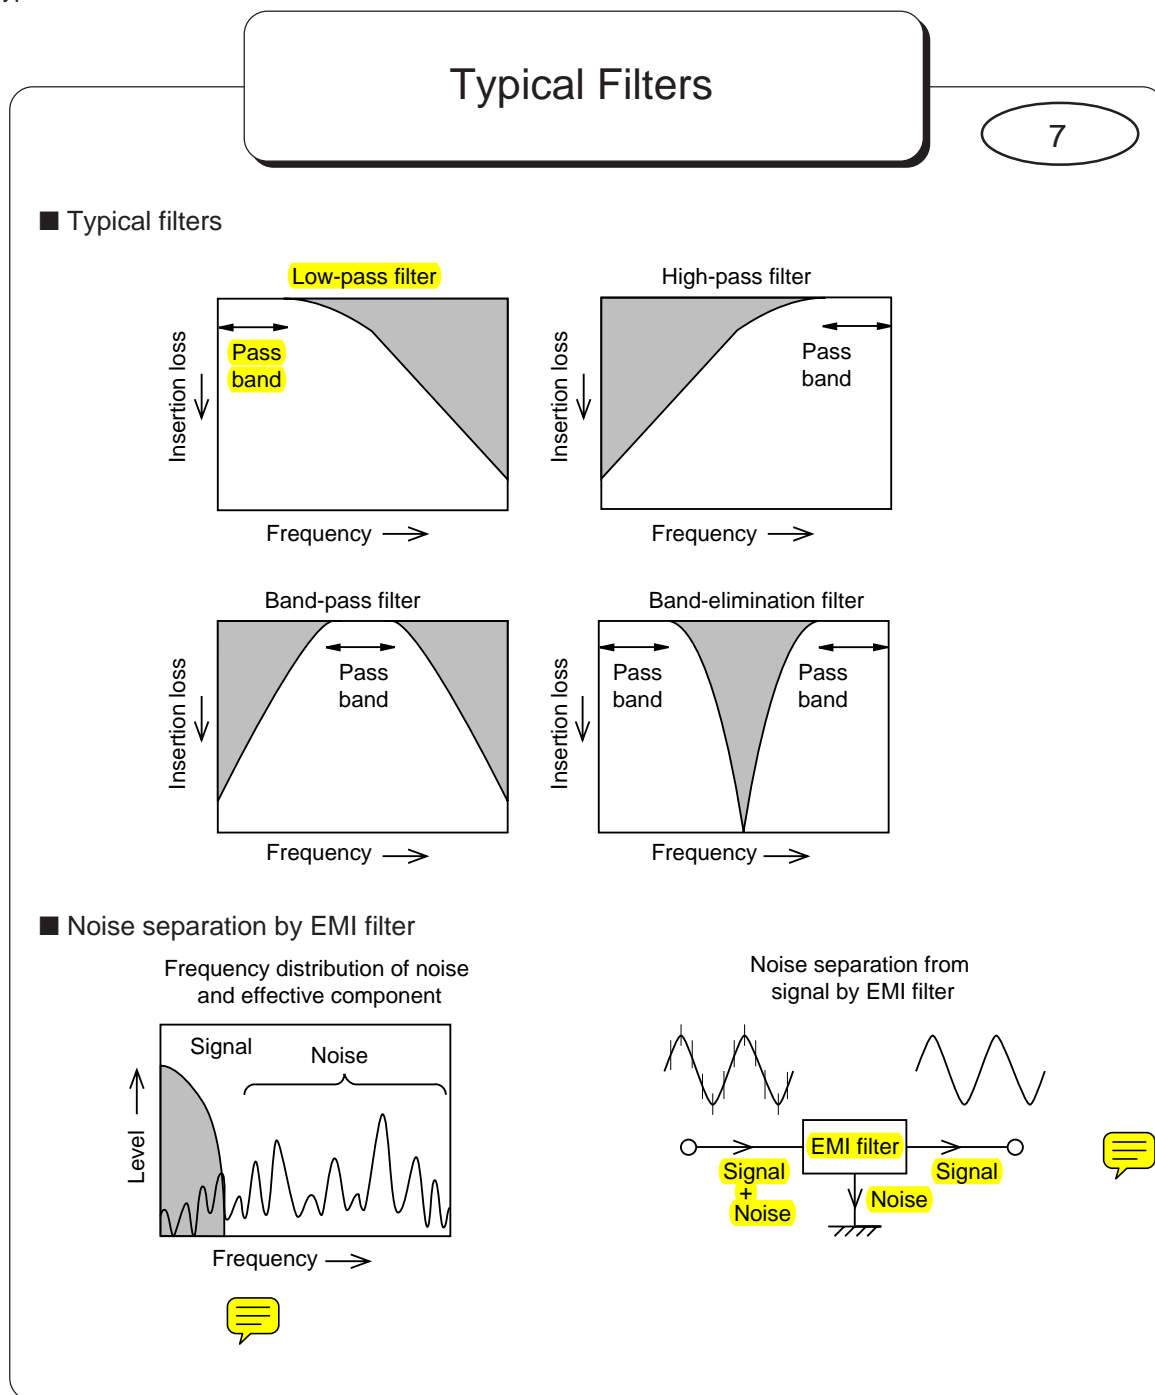 Typical Filters
7
■ Typical filters
Low-pass filter
Insertion loss
Pass
band
Frequency
High-pass filter
Insertion loss
Pass
band
Frequency
Band-pass filter
Insertion loss
Pass
band
Frequency
Band-elimination filter
Insertion loss
Pass
band
Pass
band
Frequency
■ Noise separation by EMI filter
Frequency distribution of noise
and effective component
Signal
Noise
Level
Frequency
Noise separation from
signal by EMI filter
EMI filter
Signal
+
Noise
Noise
Signal